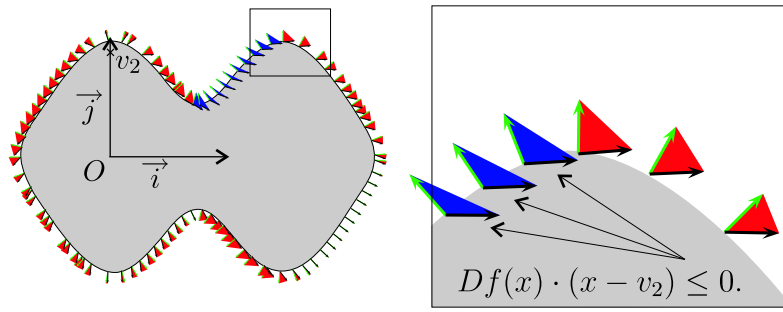 v₂
j
O
i
Df(x) · (x − v₂) ≤ 0.